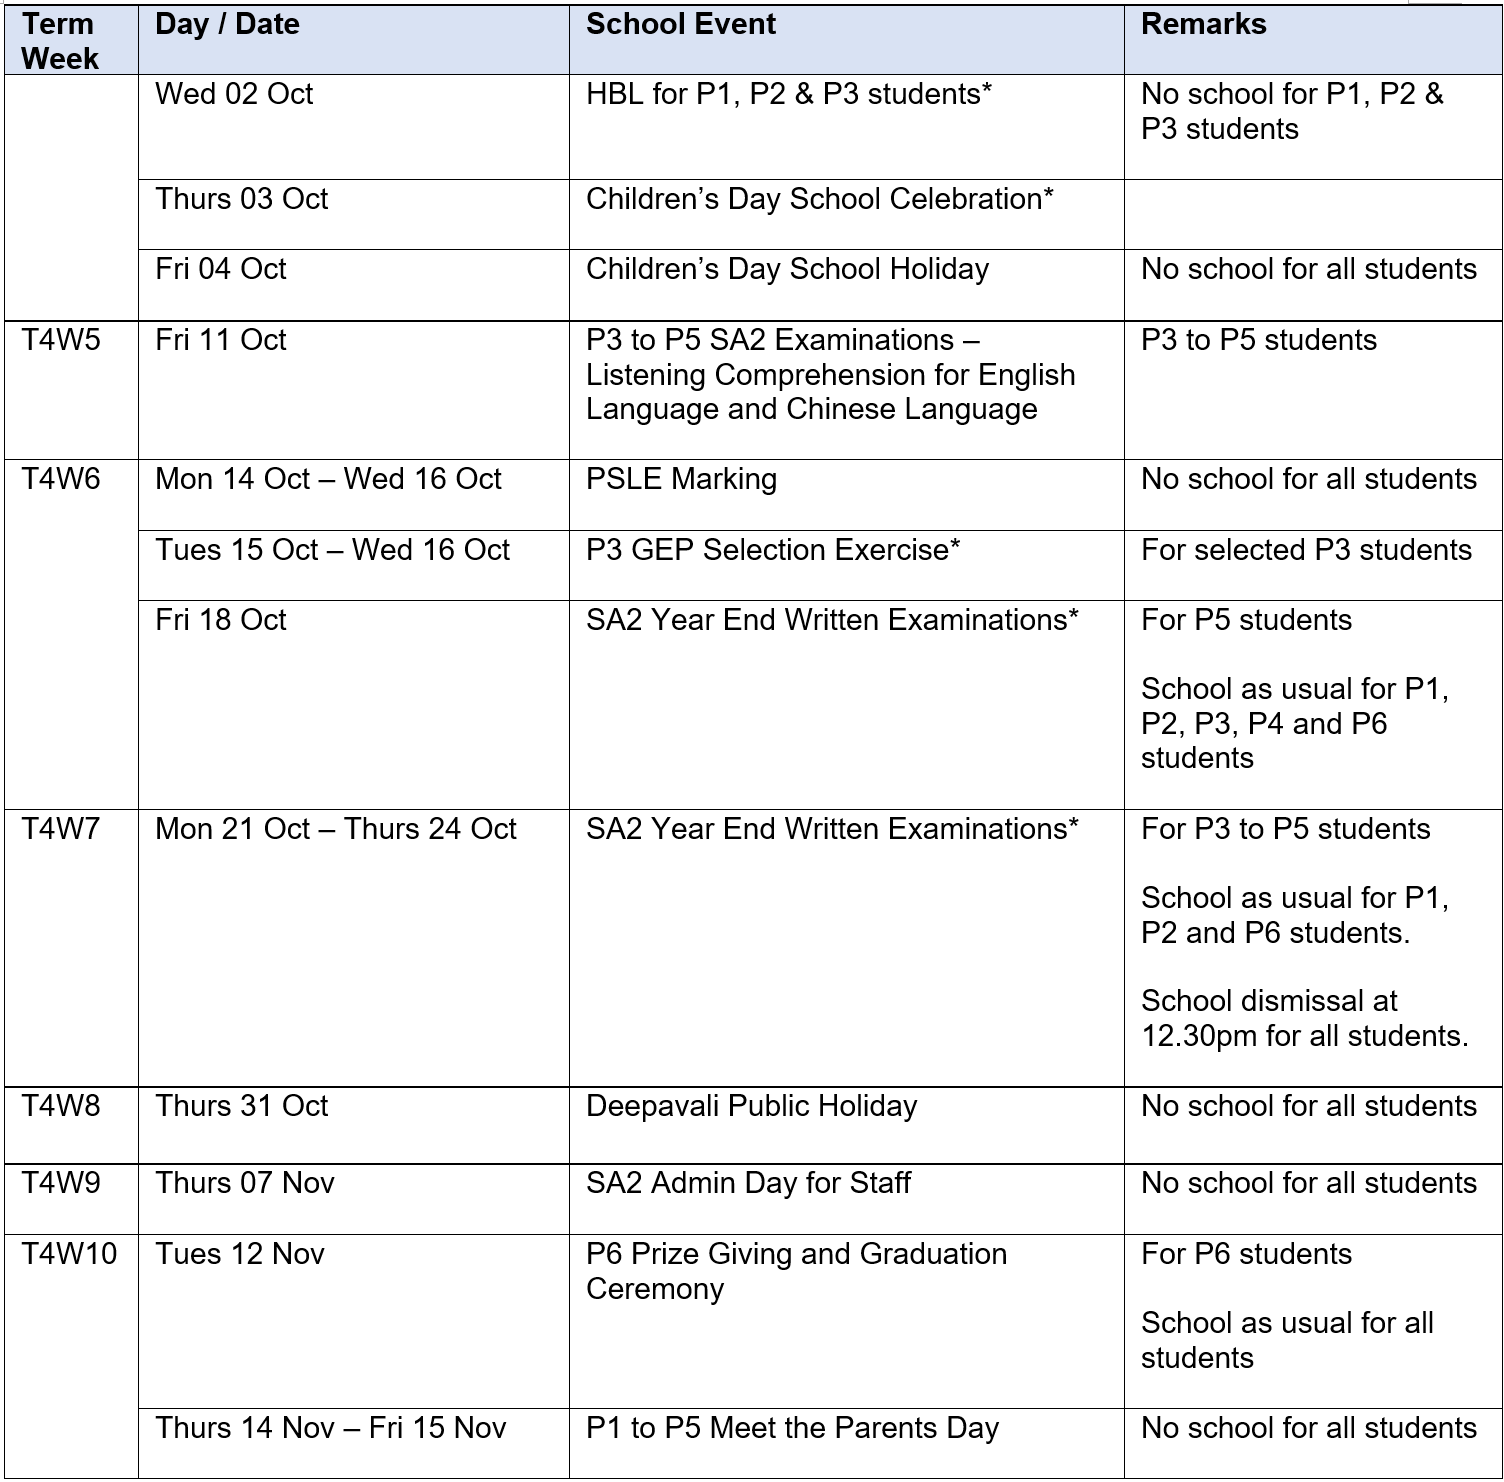 Term
Week
Day / Date
School Event
Remarks
Wed 02 Oct
HBL for P1, P2 & P3 students*
No school for P1, P2 &
P3 students
Thurs 03 Oct
Children’s Day School Celebration*
Fri 04 Oct
Children’s Day School Holiday
No school for all students
T4W5
Fri 11 Oct
P3 to P5 SA2 Examinations –
Listening Comprehension for English
Language and Chinese Language
P3 to P5 students
T4W6
Mon 14 Oct – Wed 16 Oct
PSLE Marking
No school for all students
Tues 15 Oct – Wed 16 Oct
P3 GEP Selection Exercise*
For selected P3 students
Fri 18 Oct
SA2 Year End Written Examinations*
For P5 students
School as usual for P1,
P2, P3, P4 and P6
students
T4W7
Mon 21 Oct – Thurs 24 Oct
SA2 Year End Written Examinations*
For P3 to P5 students
School as usual for P1,
P2 and P6 students.
School dismissal at
12.30pm for all students.
T4W8
Thurs 31 Oct
Deepavali Public Holiday
No school for all students
T4W9
Thurs 07 Nov
SA2 Admin Day for Staff
No school for all students
T4W10
Tues 12 Nov
P6 Prize Giving and Graduation
Ceremony
For P6 students
School as usual for all
students
Thurs 14 Nov – Fri 15 Nov
P1 to P5 Meet the Parents Day
No school for all students